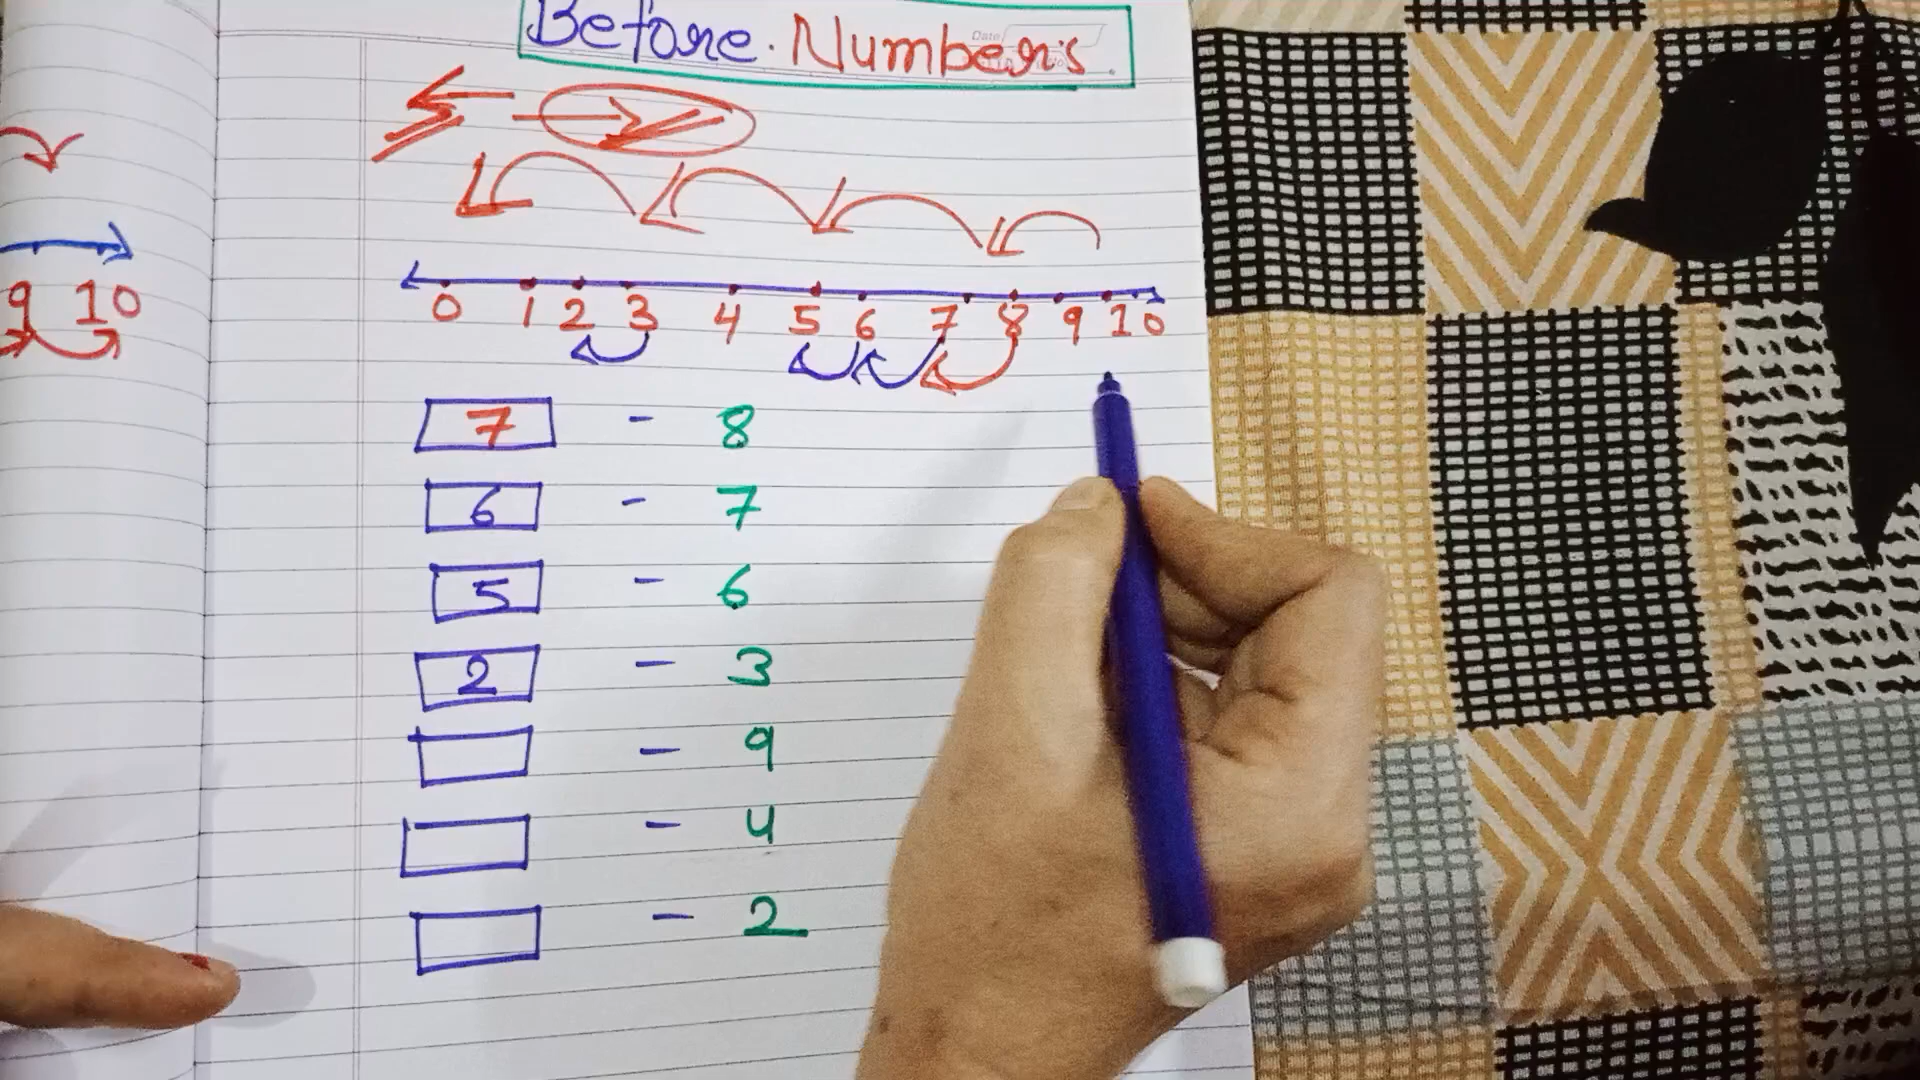 Before Numbers
Date
9 10
0 1 2 3 4 5 6 7 8 9 10
7 - 8
6 - 7
5 - 6
2 - 3
- 9
- 4
- 2